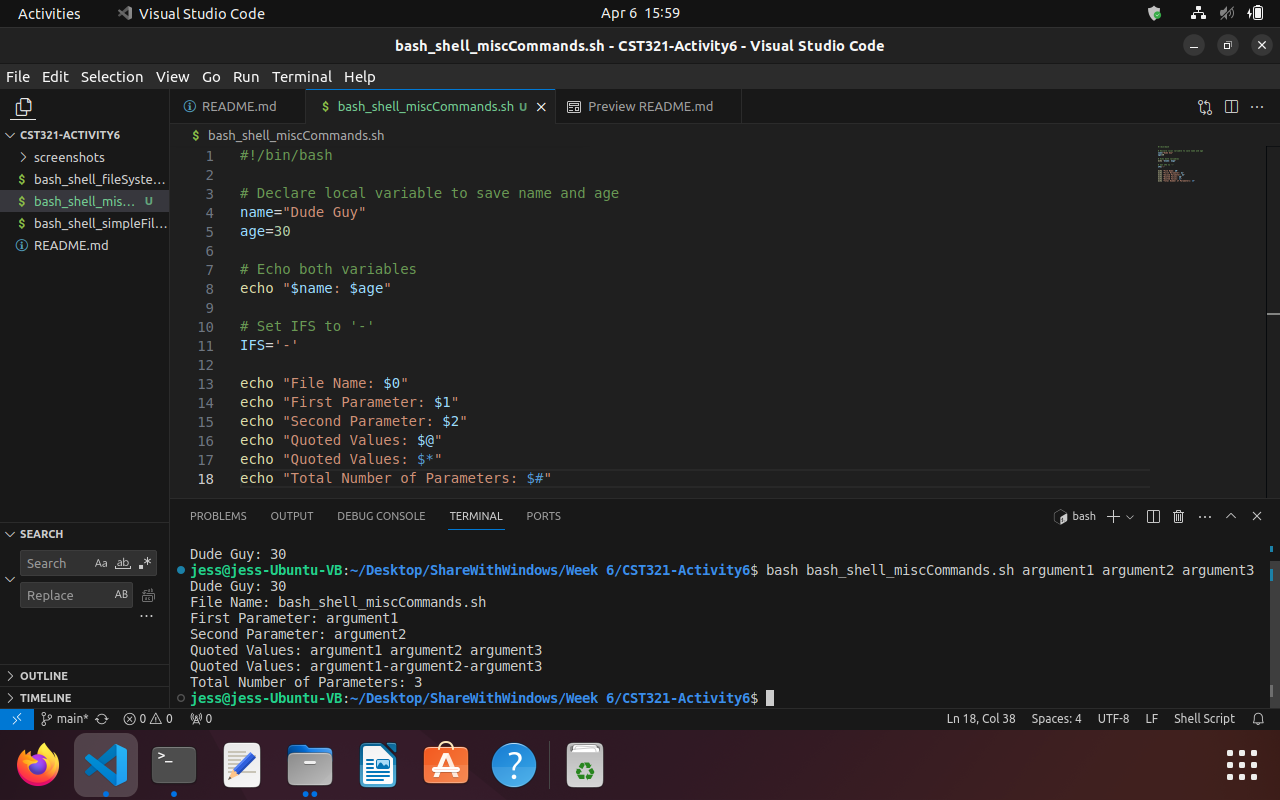 Activities Visual Studio Code Apr 6 15:59
bash_shell_miscCommands.sh - CST321-Activity6 - Visual Studio Code
File Edit Selection View Go Run Terminal Help
README.md bash_shell_miscCommands.sh U Preview README.md
CST321-ACTIVITY6
screenshots
bash_shell_fileSyste...
bash_shell_mis... U
bash_shell_simpleFil...
README.md
bash_shell_miscCommands.sh
1 #!/bin/bash
2
3 # Declare local variable to save name and age
4 name="Dude Guy"
5 age=30
6
7 # Echo both variables
8 echo "$name: $age"
9
10 # Set IFS to '-'
11 IFS='-'
12
13 echo "File Name: $0"
14 echo "First Parameter: $1"
15 echo "Second Parameter: $2"
16 echo "Quoted Values: $@"
17 echo "Quoted Values: $*"
18 echo "Total Number of Parameters: $#"
SEARCH
Search Aa ab
Replace AB
OUTLINE
TIMELINE
PROBLEMS OUTPUT DEBUG CONSOLE TERMINAL PORTS bash
Dude Guy: 30
jess@jess-Ubuntu-VB:~/Desktop/ShareWithWindows/Week 6/CST321-Activity6$ bash bash_shell_miscCommands.sh argument1 argument2 argument3
Dude Guy: 30
File Name: bash_shell_miscCommands.sh
First Parameter: argument1
Second Parameter: argument2
Quoted Values: argument1 argument2 argument3
Quoted Values: argument1-argument2-argument3
Total Number of Parameters: 3
jess@jess-Ubuntu-VB:~/Desktop/ShareWithWindows/Week 6/CST321-Activity6$
main* 0 0 0 Ln 18, Col 38 Spaces: 4 UTF-8 LF Shell Script